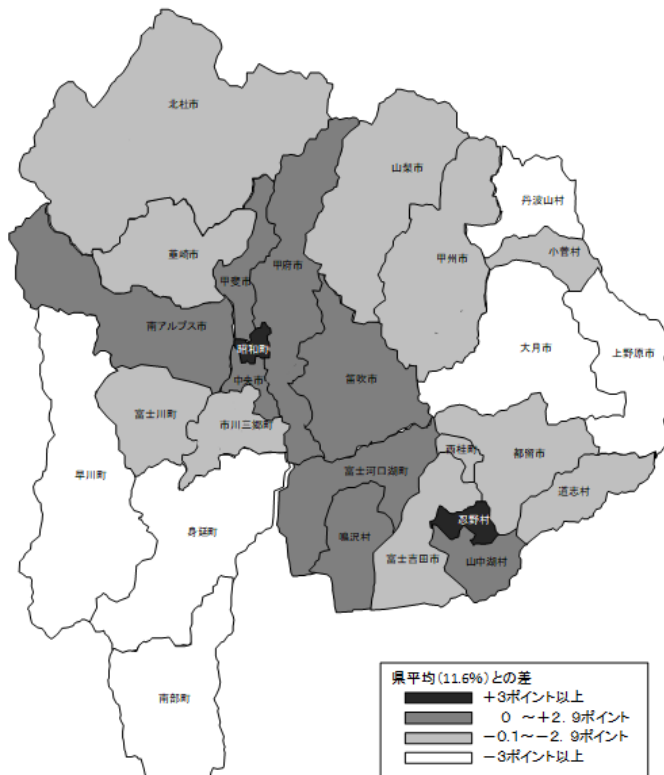 北杜市
山梨市
丹波山村
韮崎市
甲斐市
甲府市
甲州市
小菅村
南アルプス市
昭和町
大月市
上野原市
中央市
笛吹市
富士川町
市川三郷町
早川町
富士河口湖町
西桂町
都留市
道志村
身延町
鳴沢村
忍野村
富士吉田市
山中湖村
南部町
県平均(11.6%)との差
+3ポイント以上
0 ~+2.9ポイント
-0.1~-2.9ポイント
-3ポイント以上